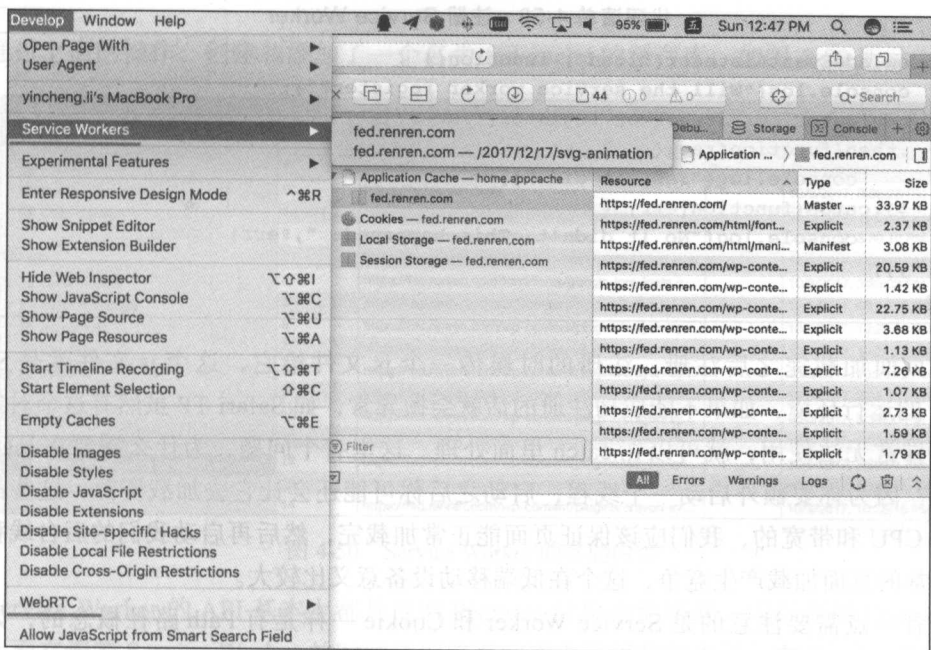 Develop Window Help 95% 五 Sun 12:47 PM
Open Page With
User Agent
yincheng.li's MacBook Pro
Service Workers
Experimental Features
Enter Responsive Design Mode ^⌘R
Show Snippet Editor
Show Extension Builder
Hide Web Inspector ⌥⇧⌘I
Show JavaScript Console ⌥⌘C
Show Page Source ⌥⌘U
Show Page Resources ⌥⌘A
Start Timeline Recording ⌥⇧⌘T
Start Element Selection ⇧⌘C
Empty Caches ⌥⌘E
Disable Images
Disable Styles
Disable JavaScript
Disable Extensions
Disable Site-specific Hacks
Disable Local File Restrictions
Disable Cross-Origin Restrictions
WebRTC
Allow JavaScript from Smart Search Field
44 0 0 Search
Debu... Storage Console +
fed.renren.com
fed.renren.com — /2017/12/17/svg-animation
Application ... fed.renren.com
Application Cache — home.appcache
fed.renren.com
Cookies — fed.renren.com
Local Storage — fed.renren.com
Session Storage — fed.renren.com
Filter
Resource Type Size
https://fed.renren.com/ Master ... 33.97 KB
https://fed.renren.com/html/font... Explicit 2.37 KB
https://fed.renren.com/html/mani... Manifest 3.08 KB
https://fed.renren.com/wp-conte... Explicit 20.59 KB
https://fed.renren.com/wp-conte... Explicit 1.42 KB
https://fed.renren.com/wp-conte... Explicit 22.75 KB
https://fed.renren.com/wp-conte... Explicit 3.68 KB
https://fed.renren.com/wp-conte... Explicit 1.13 KB
https://fed.renren.com/wp-conte... Explicit 7.26 KB
https://fed.renren.com/wp-conte... Explicit 1.07 KB
https://fed.renren.com/wp-conte... Explicit 2.73 KB
https://fed.renren.com/wp-conte... Explicit 1.59 KB
https://fed.renren.com/wp-conte... Explicit 1.79 KB
All Errors Warnings Logs